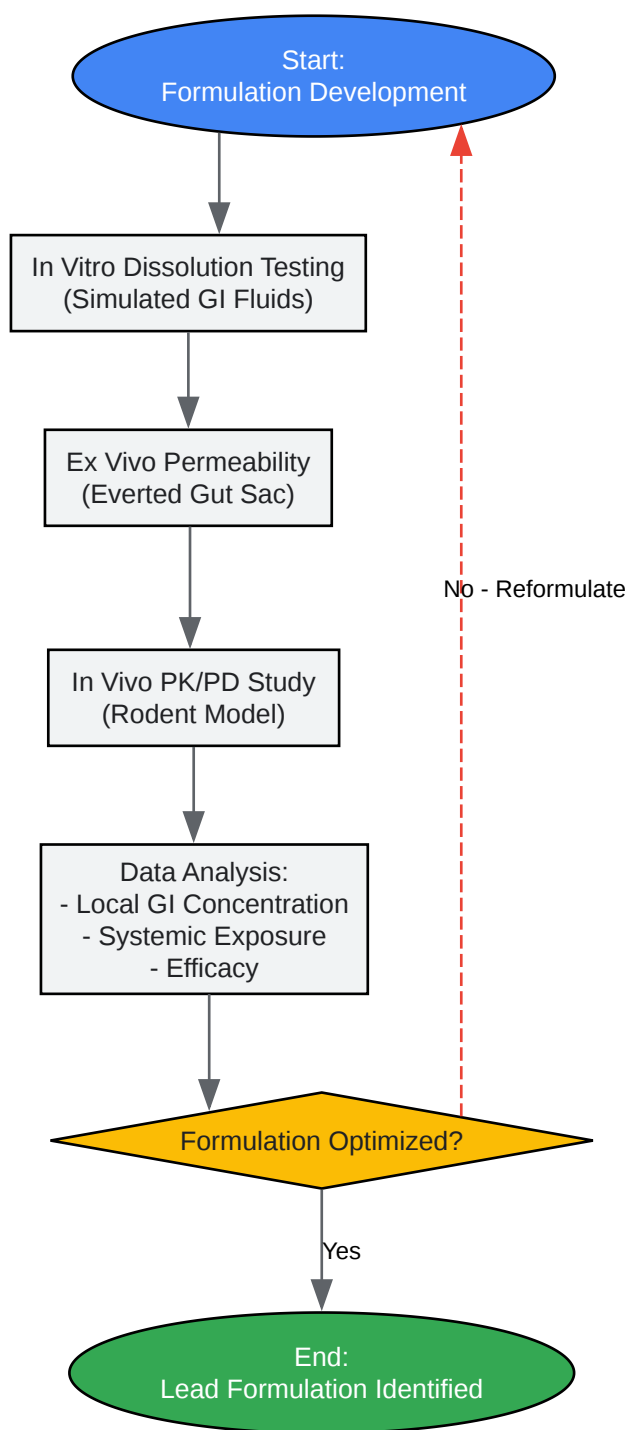 Start:
Formulation Development
In Vitro Dissolution Testing
(Simulated GI Fluids)
Ex Vivo Permeability
(Everted Gut Sac)
No - Reformulate
In Vivo PK/PD Study
(Rodent Model)
Data Analysis:
- Local GI Concentration
- Systemic Exposure
- Efficacy
Formulation Optimized?
Yes
End:
Lead Formulation Identified